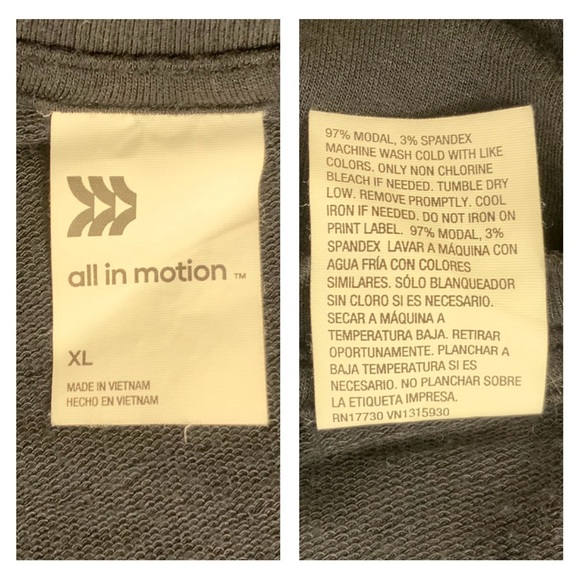 all in motion ™
XL
MADE IN VIETNAM
HECHO EN VIETNAM
97% MODAL, 3% SPANDEX
MACHINE WASH COLD WITH LIKE
COLORS. ONLY NON CHLORINE
BLEACH IF NEEDED. TUMBLE DRY
LOW. REMOVE PROMPTLY. COOL
IRON IF NEEDED. DO NOT IRON ON
PRINT LABEL. 97% MODAL, 3%
SPANDEX LAVAR A MÁQUINA CON
AGUA FRÍA CON COLORES
SIMILARES. SÓLO BLANQUEADOR
SIN CLORO SI ES NECESARIO.
SECAR A MÁQUINA A
TEMPERATURA BAJA. RETIRAR
OPORTUNAMENTE. PLANCHAR A
BAJA TEMPERATURA SI ES
NECESARIO. NO PLANCHAR SOBRE
LA ETIQUETA IMPRESA.
RN17730 VN1315930